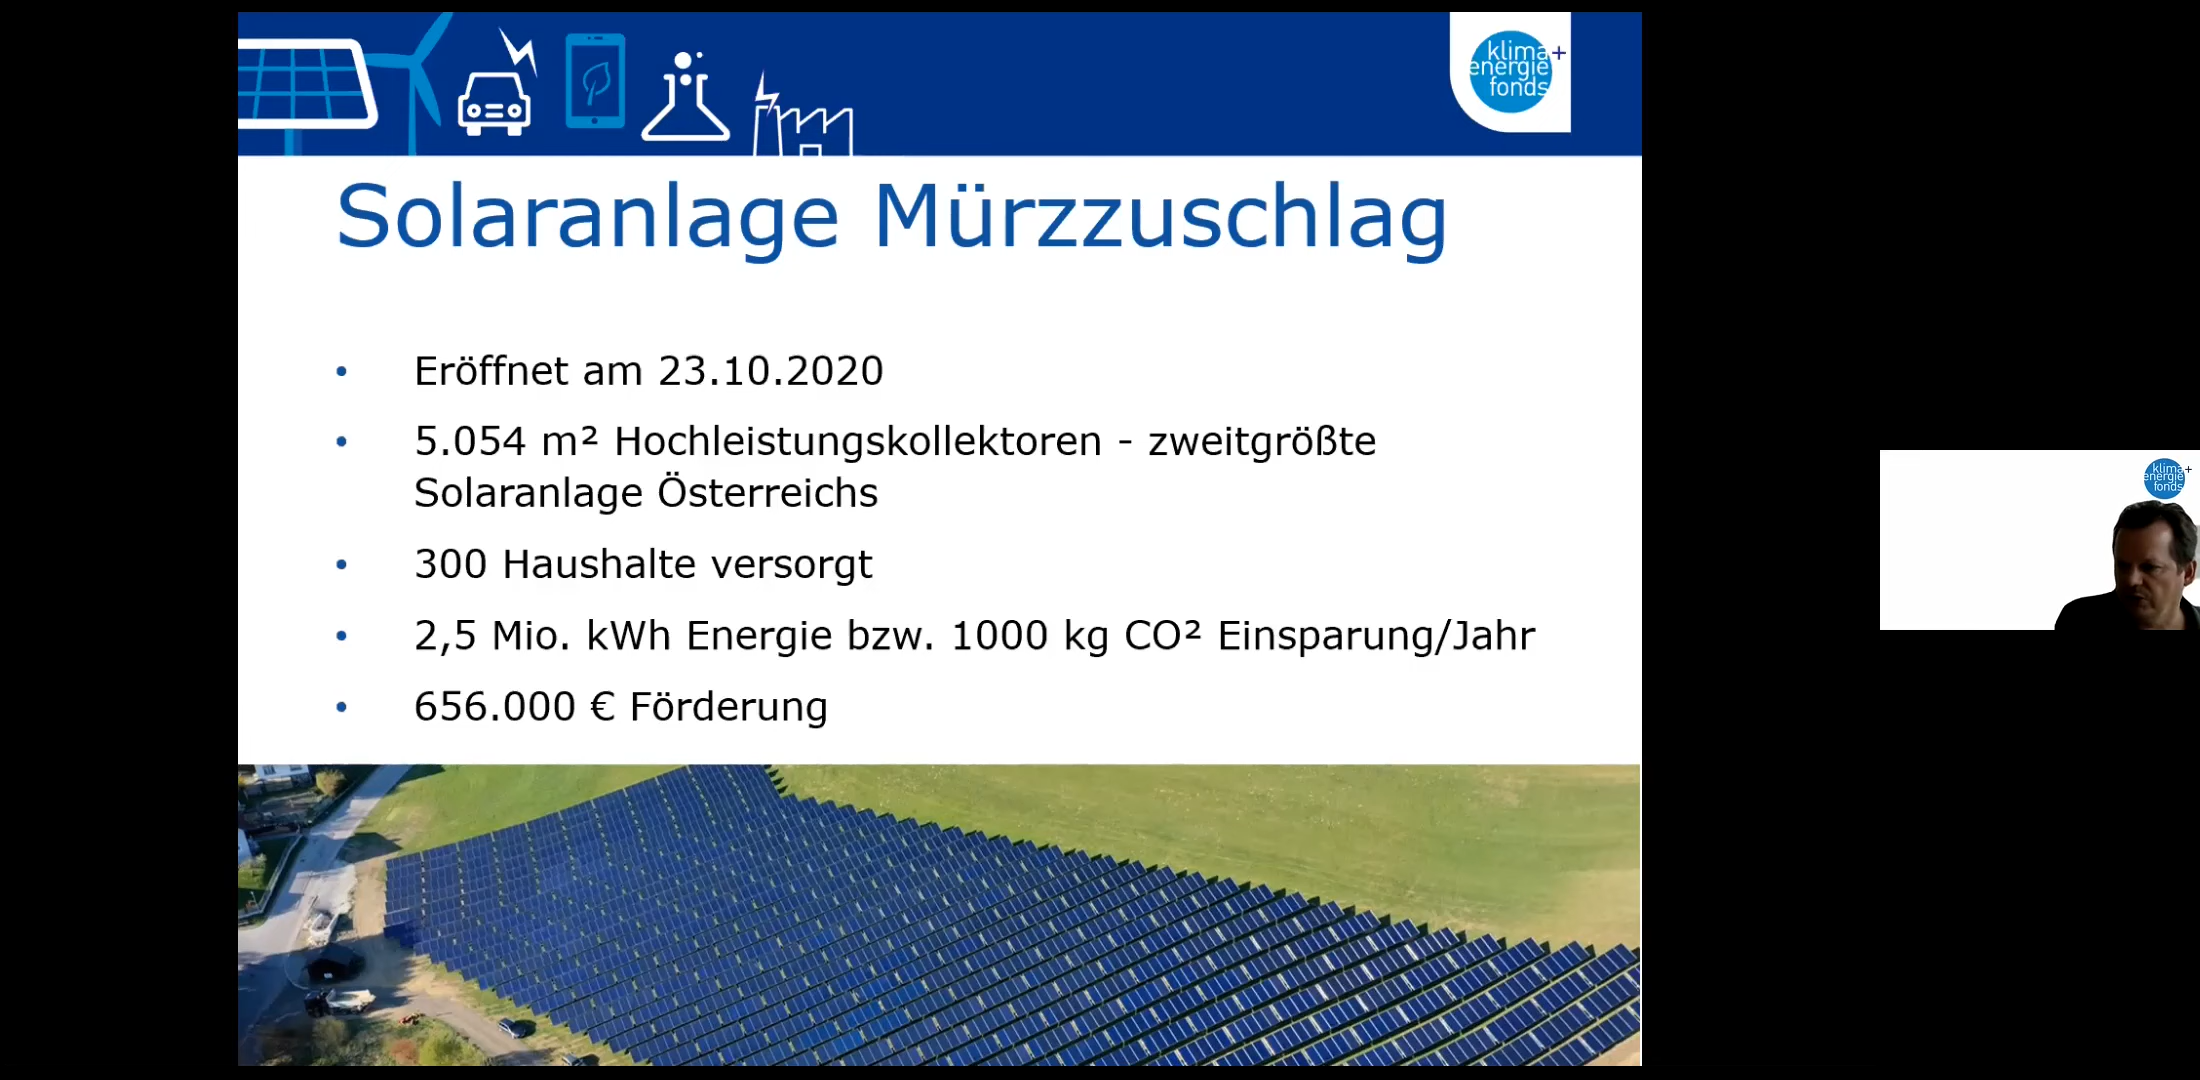 klima+
energie
fonds
Solaranlage Mürzzuschlag
• Eröffnet am 23.10.2020
• 5.054 m² Hochleistungskollektoren - zweitgrößte
Solaranlage Österreichs
• 300 Haushalte versorgt
• 2,5 Mio. kWh Energie bzw. 1000 kg CO² Einsparung/Jahr
• 656.000 € Förderung
klima+
energie
fonds